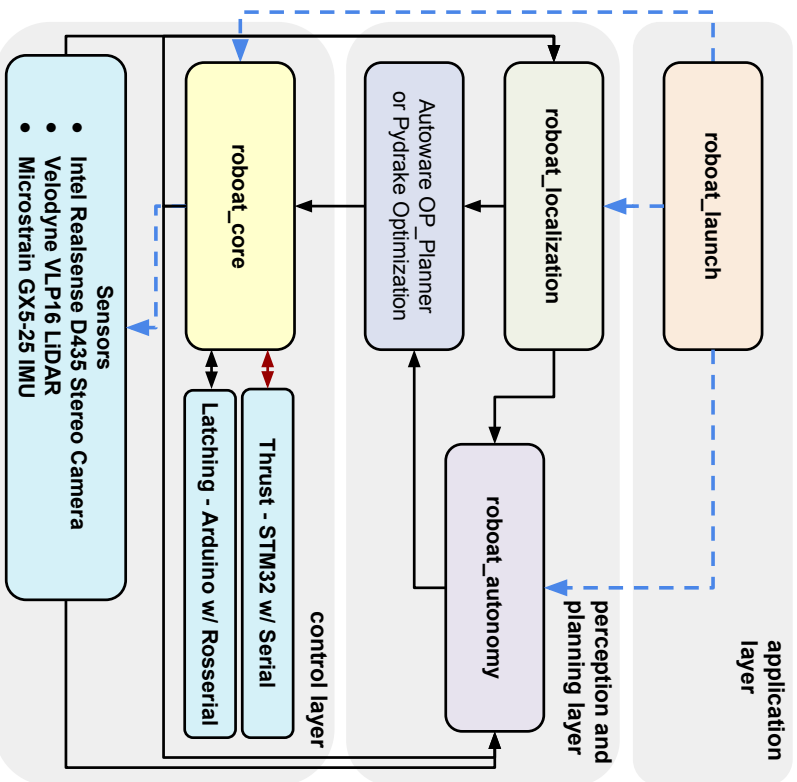 application
layer
roboat_launch
perception and
planning layer
roboat_localization
roboat_autonomy
Autoware OP_Planner
or Pydrake Optimization
control layer
roboat_core
Thrust - STM32 w/ Serial
Latching - Arduino w/ Rosserial
Sensors
● Intel Realsense D435 Stereo Camera
● Velodyne VLP16 LiDAR
● Microstrain GX5-25 IMU